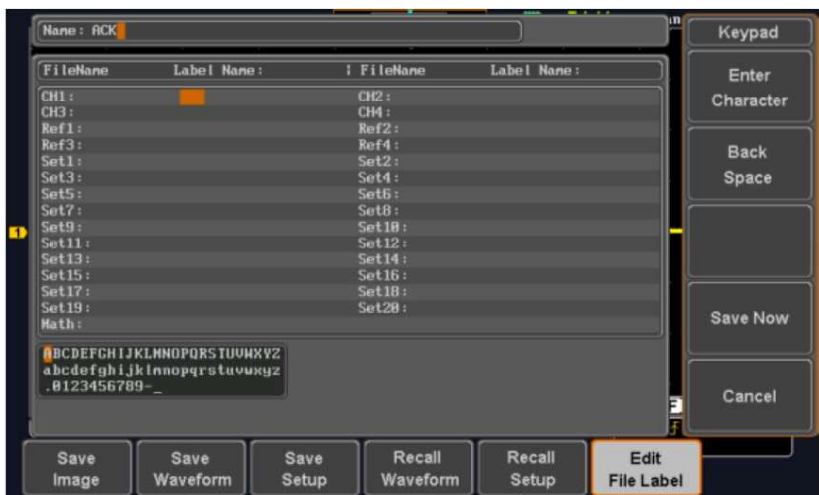 Name: ACK
FileName Label Name: | FileName Label Name:
CH1: CH2:
CH3: CH4:
Ref1: Ref2:
Ref3: Ref4:
Set1: Set2:
Set3: Set4:
Set5: Set6:
Set7: Set8:
Set9: Set10:
Set11: Set12:
Set13: Set14:
Set15: Set16:
Set17: Set18:
Set19: Set20:
Math:
ABCDEFGHIJKLMNOPQRSTUVWXYZ
abcdefghijklmnopqrstuvwxyz
.0123456789-_
Keypad
Enter
Character
Back
Space
Save Now
Cancel
1
F
Save
Image
Save
Waveform
Save
Setup
Recall
Waveform
Recall
Setup
Edit
File Label